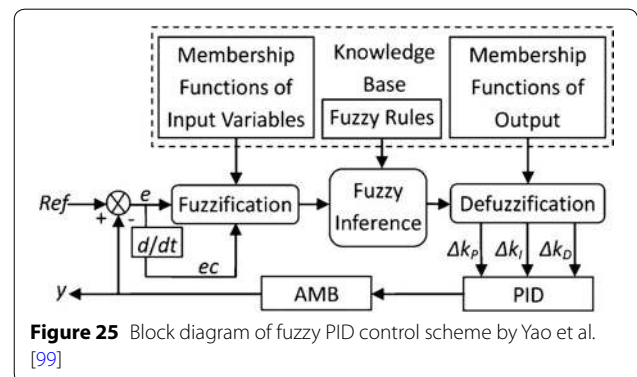 Membership
Functions of
Input Variables
Knowledge
Base
Fuzzy Rules
Membership
Functions of
Output
Ref
+
-
e
Fuzzification
Fuzzy
Inference
Defuzzification
d/dt
ec
Δk_P
Δk_I
Δk_D
y
AMB
PID
Figure 25 Block diagram of fuzzy PID control scheme by Yao et al.
[99]